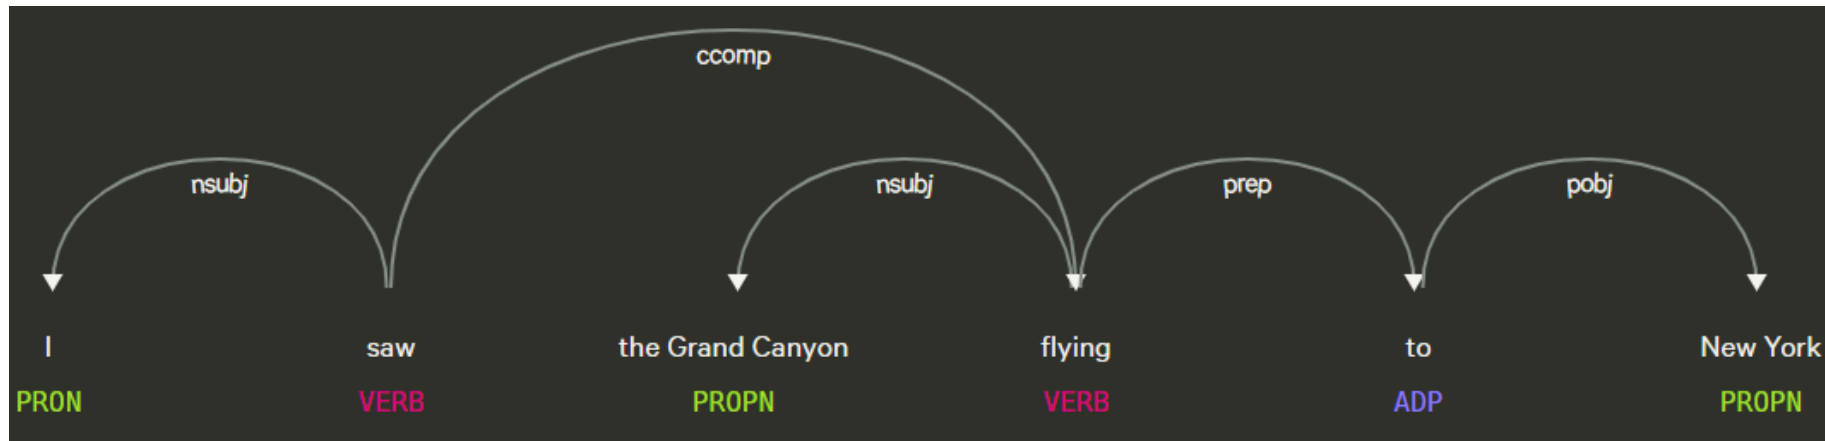 ccomp
nsubj nsubj prep pobj
I saw the Grand Canyon flying to New York
PRON VERB PROPN VERB ADP PROPN